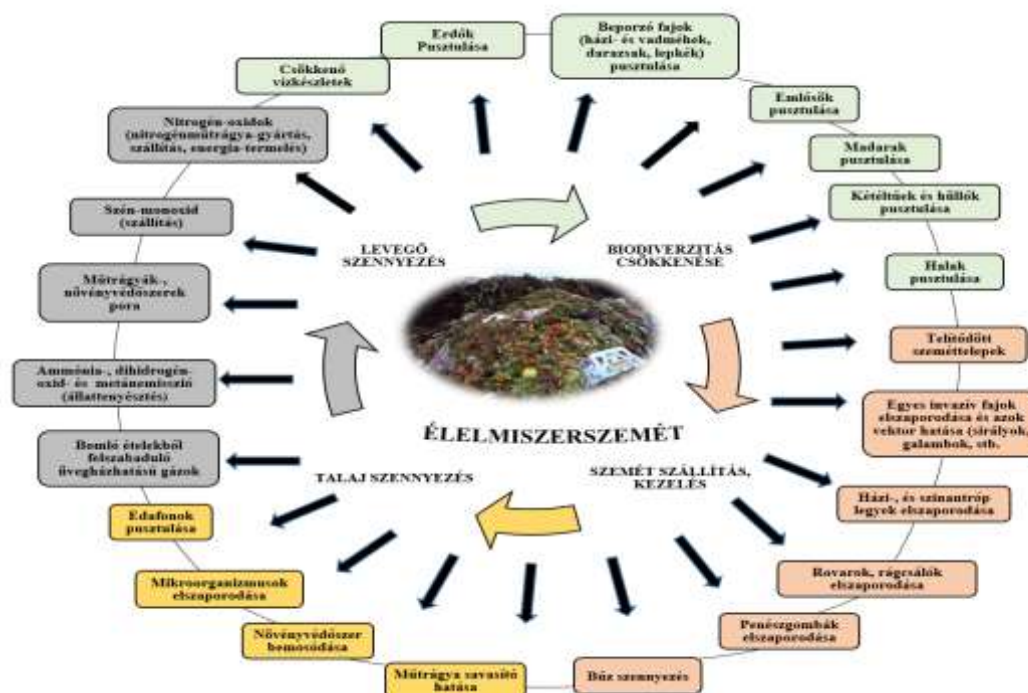 Erdők
Pusztulása
Beporzó fajok
(házi- és vadméhek,
darazsak, lepkék)
pusztulása
Csökkenő
vízkészletek
Emlősök
pusztulása
Nitrogén-oxidok
(nitrogénműtrágya-gyártás,
szállítás, energia-termelés)
Madarak
pusztulása
Kétéltűek és hüllők
pusztulása
Szén-monoxid
(szállítás)
LEVEGŐ
SZENNYEZÉS
BIODIVERZITÁS
CSÖKKENÉSE
Halak
pusztulása
Műtrágyák-,
növényvédőszerek
pora
Telítődött
szeméttelepek
Ammónia-, dihidrogén-
oxid- és metánemisszió
(állattenyésztés)
Egyes invazív fajok
elszaporodása és azok
vektor hatása (sirályok,
galambok, stb.
ÉLELMISZERSZEMÉT
Bomló ételekből
felszabaduló
üvegházhatású gázok
TALAJ SZENNYEZÉS
SZEMÉT SZÁLLÍTÁS,
KEZELÉS
Házi-, és szinantróp
legyek elszaporodása
Edafonok
pusztulása
Rovarok, rágcsálók
elszaporodása
Mikroorganizmusok
elszaporodása
Penészgombák
elszaporodása
Növényvédőszer
bemosódása
Műtrágya savasító
hatása
Bűz szennyezés